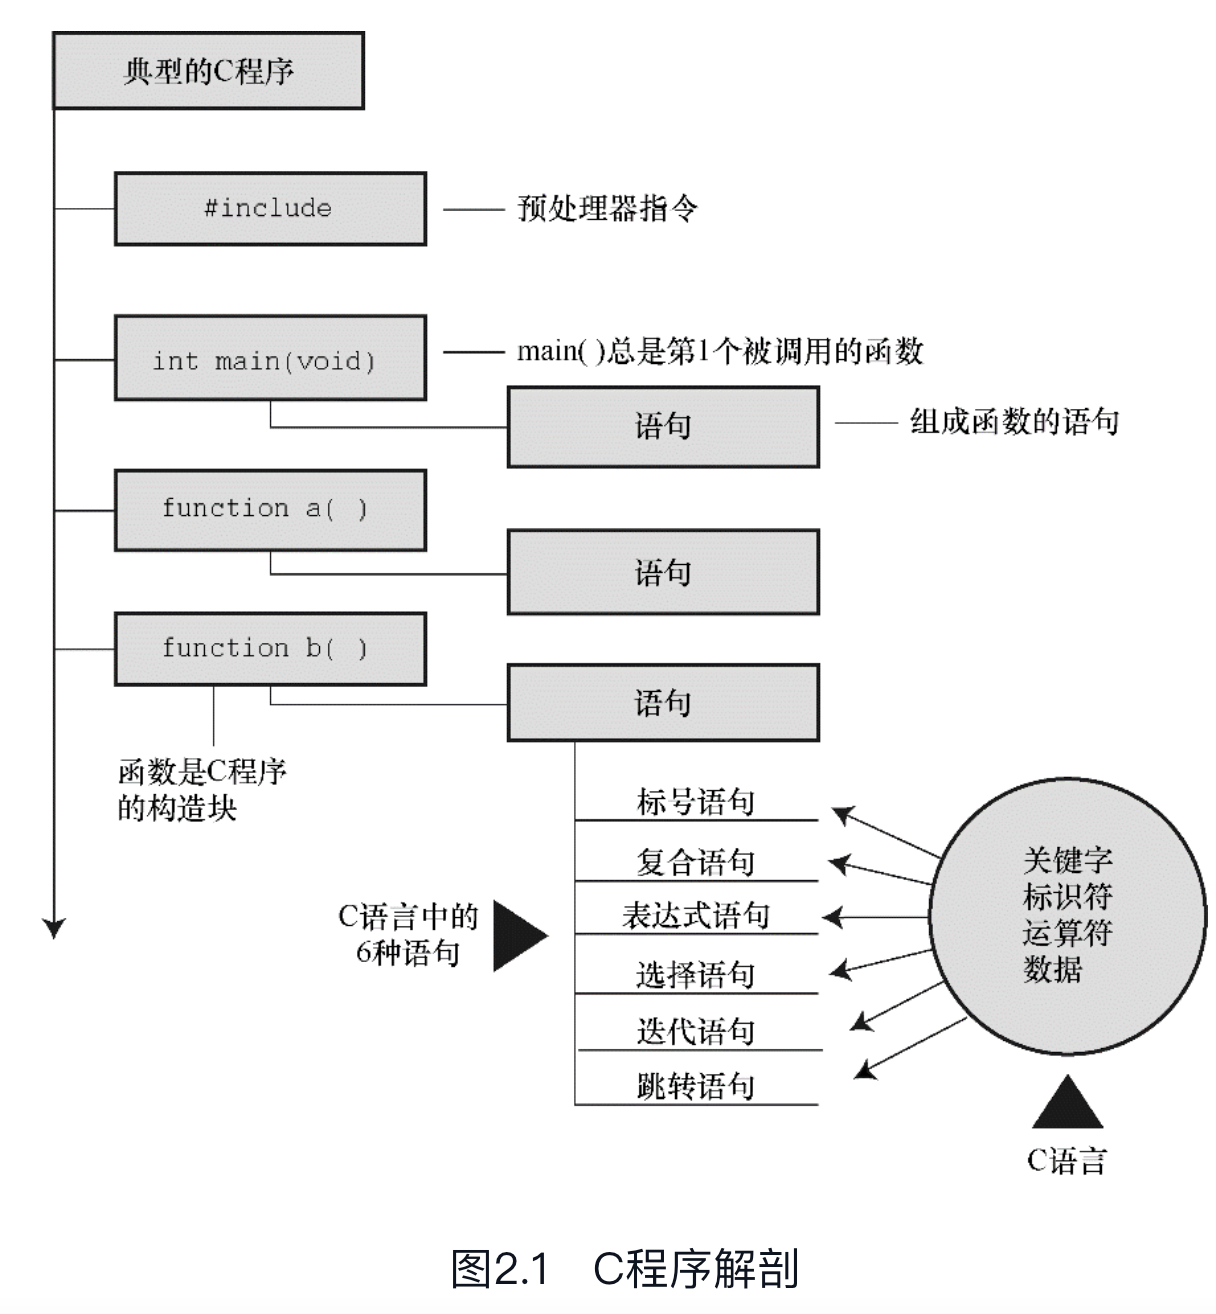 典型的C程序
#include
预处理器指令
int main(void)
main( )总是第1个被调用的函数
语句
组成函数的语句
function a( )
语句
function b( )
语句
函数是C程序
的构造块
标号语句
复合语句
表达式语句
选择语句
迭代语句
跳转语句
C语言中的
6种语句
关键字
标识符
运算符
数据
C语言
图2.1 C程序解剖